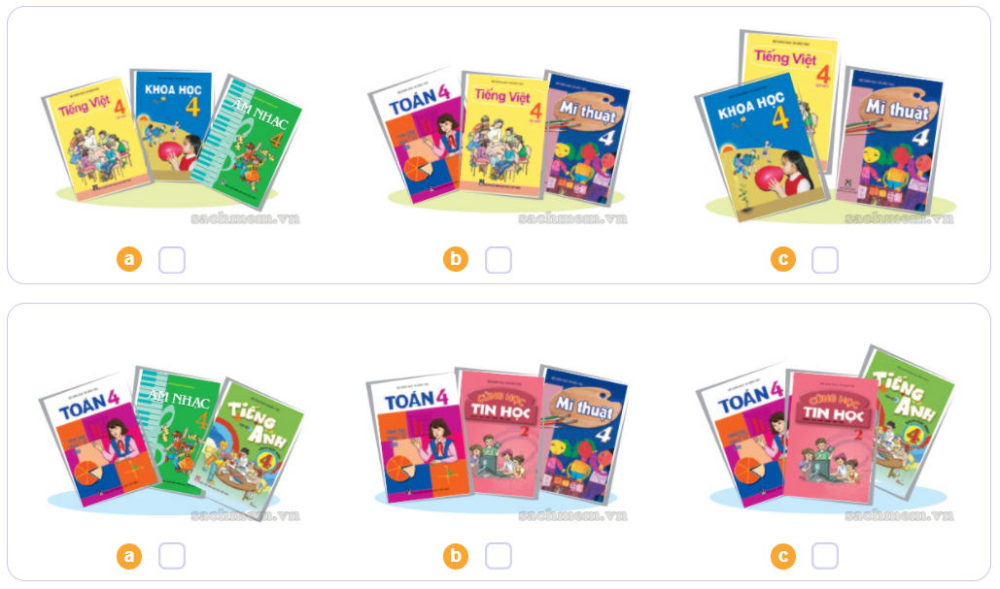 Tiếng Việt
4
KHOA HỌC
4
ÂM NHẠC
4
sachmem.vn
a
TOÁN 4
Tiếng Việt
4
Mĩ thuật
4
sachmem.vn
b
Tiếng Việt
4
KHOA HỌC
4
Mĩ thuật
4
sachmem.vn
c
TOÁN 4
ÂM NHẠC
4
TIẾNG
ANH
4
sachmem.vn
a
TOÁN 4
CÙNG HỌC
TIN HỌC
2
Mĩ thuật
4
sachmem.vn
b
TOÁN 4
CÙNG HỌC
TIN HỌC
2
TIẾNG
ANH
4
sachmem.vn
c